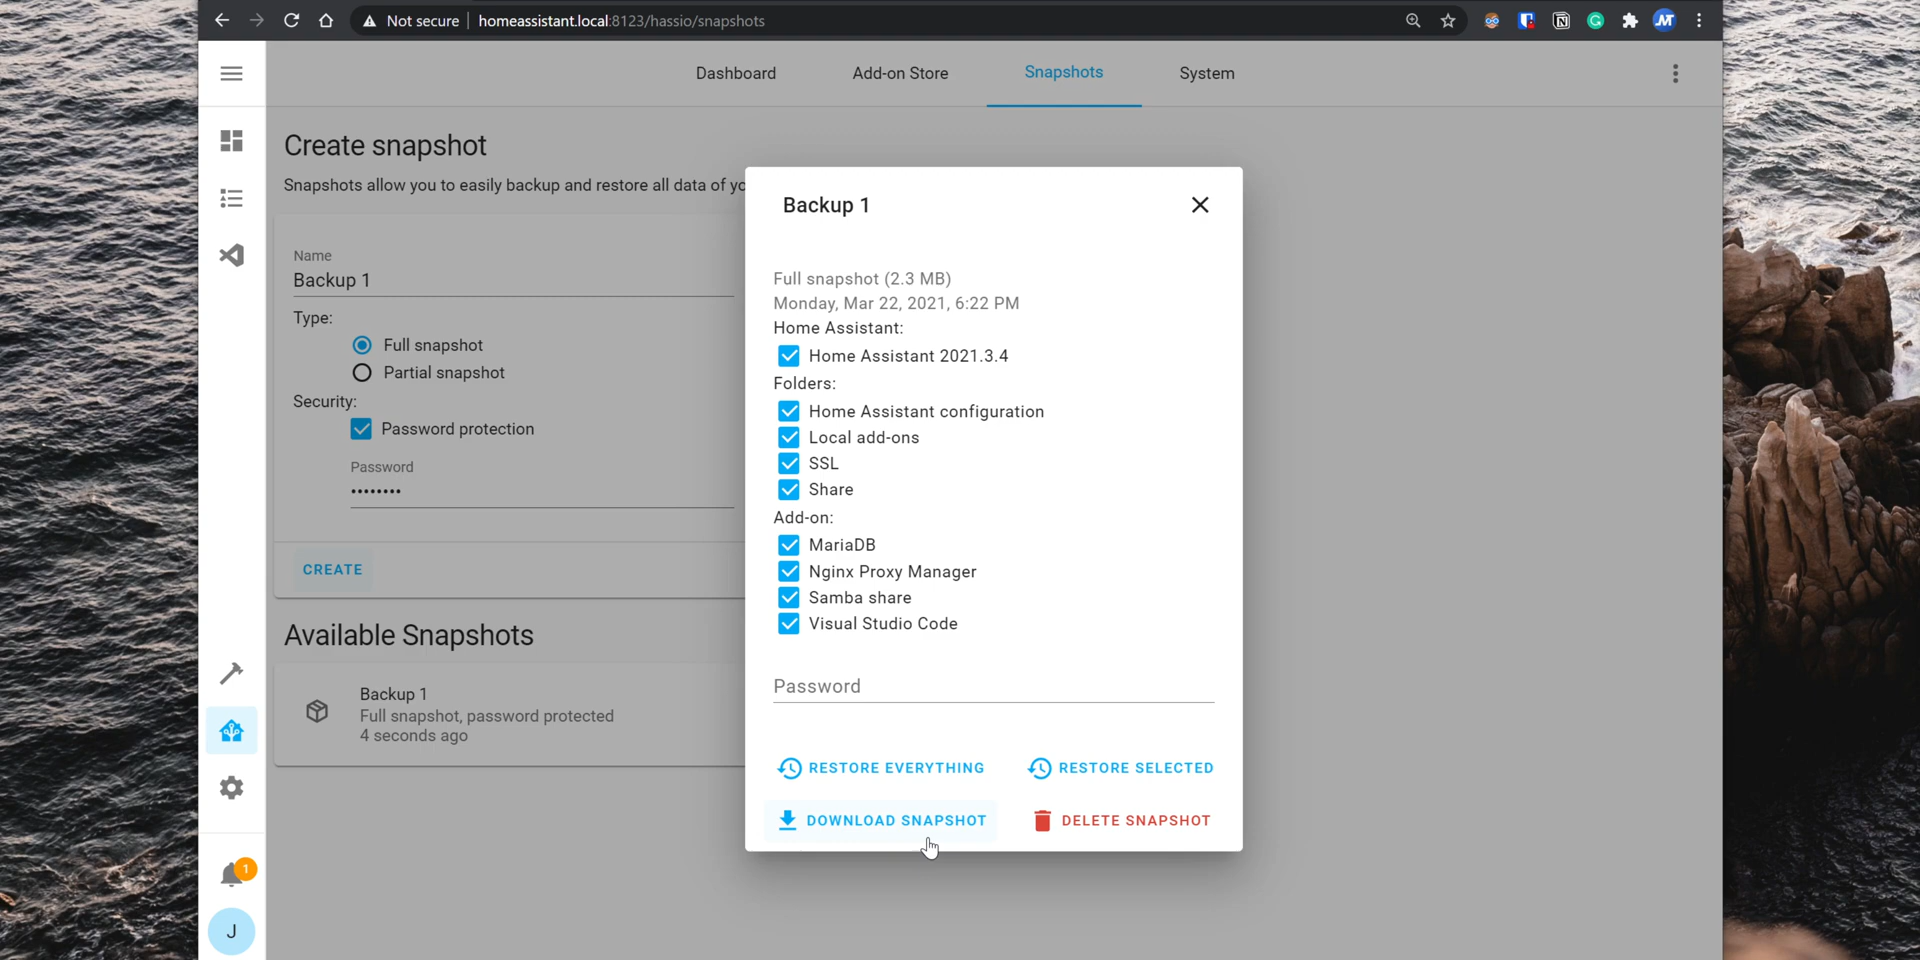 Not secure
homeassistant.local:8123/hassio/snapshots
Dashboard
Add-on Store
Snapshots
System
Create snapshot
Snapshots allow you to easily backup and restore all data of
Name
Backup 1
Type:
Full snapshot
Partial snapshot
Security:
Password protection
Password
••••••••
CREATE
Available Snapshots
Backup 1
Full snapshot, password protected
4 seconds ago
1
J
Backup 1
Full snapshot (2.3 MB)
Monday, Mar 22, 2021, 6:22 PM
Home Assistant:
Home Assistant 2021.3.4
Folders:
Home Assistant configuration
Local add-ons
SSL
Share
Add-on:
MariaDB
Nginx Proxy Manager
Samba share
Visual Studio Code
Password
RESTORE EVERYTHING
RESTORE SELECTED
DOWNLOAD SNAPSHOT
DELETE SNAPSHOT